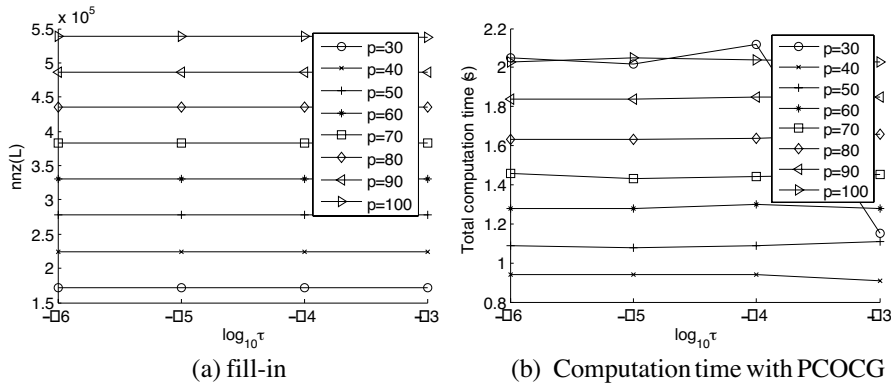 x 10^5
5.5
5
4.5
4
3.5
3
2.5
2
1.5
nnz(L)
-□6 -□5 -□4 -□3
log_10 τ
p=30
p=40
p=50
p=60
p=70
p=80
p=90
p=100
(a) fill-in
2.2
2
1.8
1.6
1.4
1.2
1
0.8
Total computation time (s)
-□6 -□5 -□4 -□3
log_10 τ
p=30
p=40
p=50
p=60
p=70
p=80
p=90
p=100
(b) Computation time with PCOCG